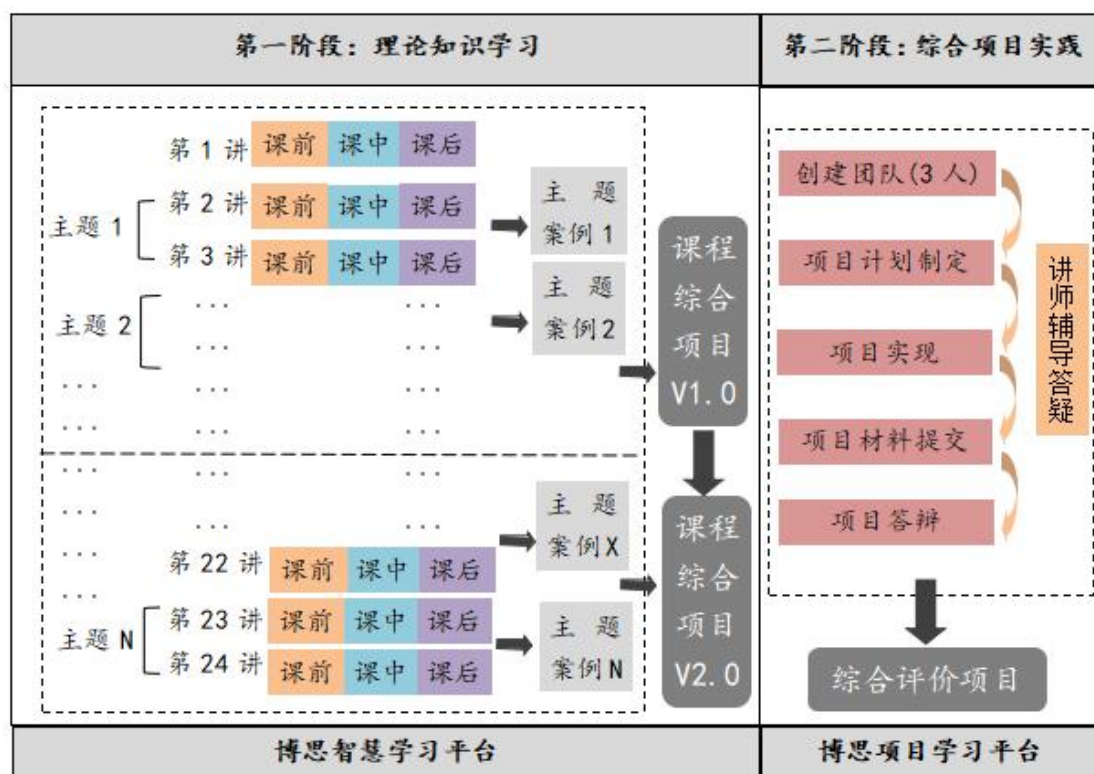 第一阶段：理论知识学习
第二阶段：综合项目实践
第 1 讲 课前 课中 课后
主题 1
第 2 讲 课前 课中 课后
第 3 讲 课前 课中 课后
主 题
案例 1
主题 2
... ...
... ...
主 题
案例 2
... ... ...
... ... ...
课程
综合
项目
V1.0
... ... ...
... ...
... ...
...
...
第 22 讲 课前 课中 课后
主 题
案例 X
主题 N
第 23 讲 课前 课中 课后
第 24 讲 课前 课中 课后
主 题
案例 N
课程
综合
项目
V2.0
创建团队(3 人)
项目计划制定
项目实现
项目材料提交
项目答辩
讲师辅导答疑
综合评价项目
博思智慧学习平台
博思项目学习平台